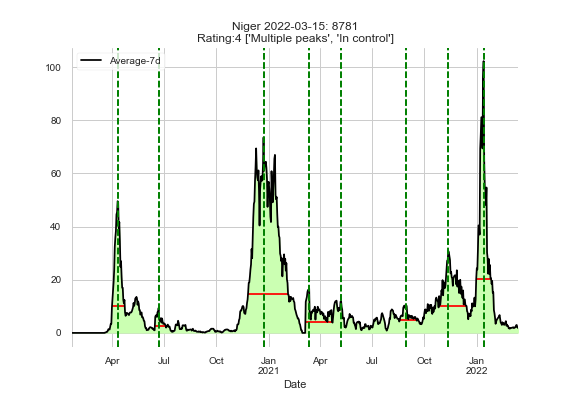 Niger 2022-03-15: 8781
Rating:4 ['Multiple peaks', 'In control']
Average-7d
100
80
60
40
20
0
Apr
Jul
Oct
Jan
2021
Apr
Jul
Oct
Jan
2022
Date